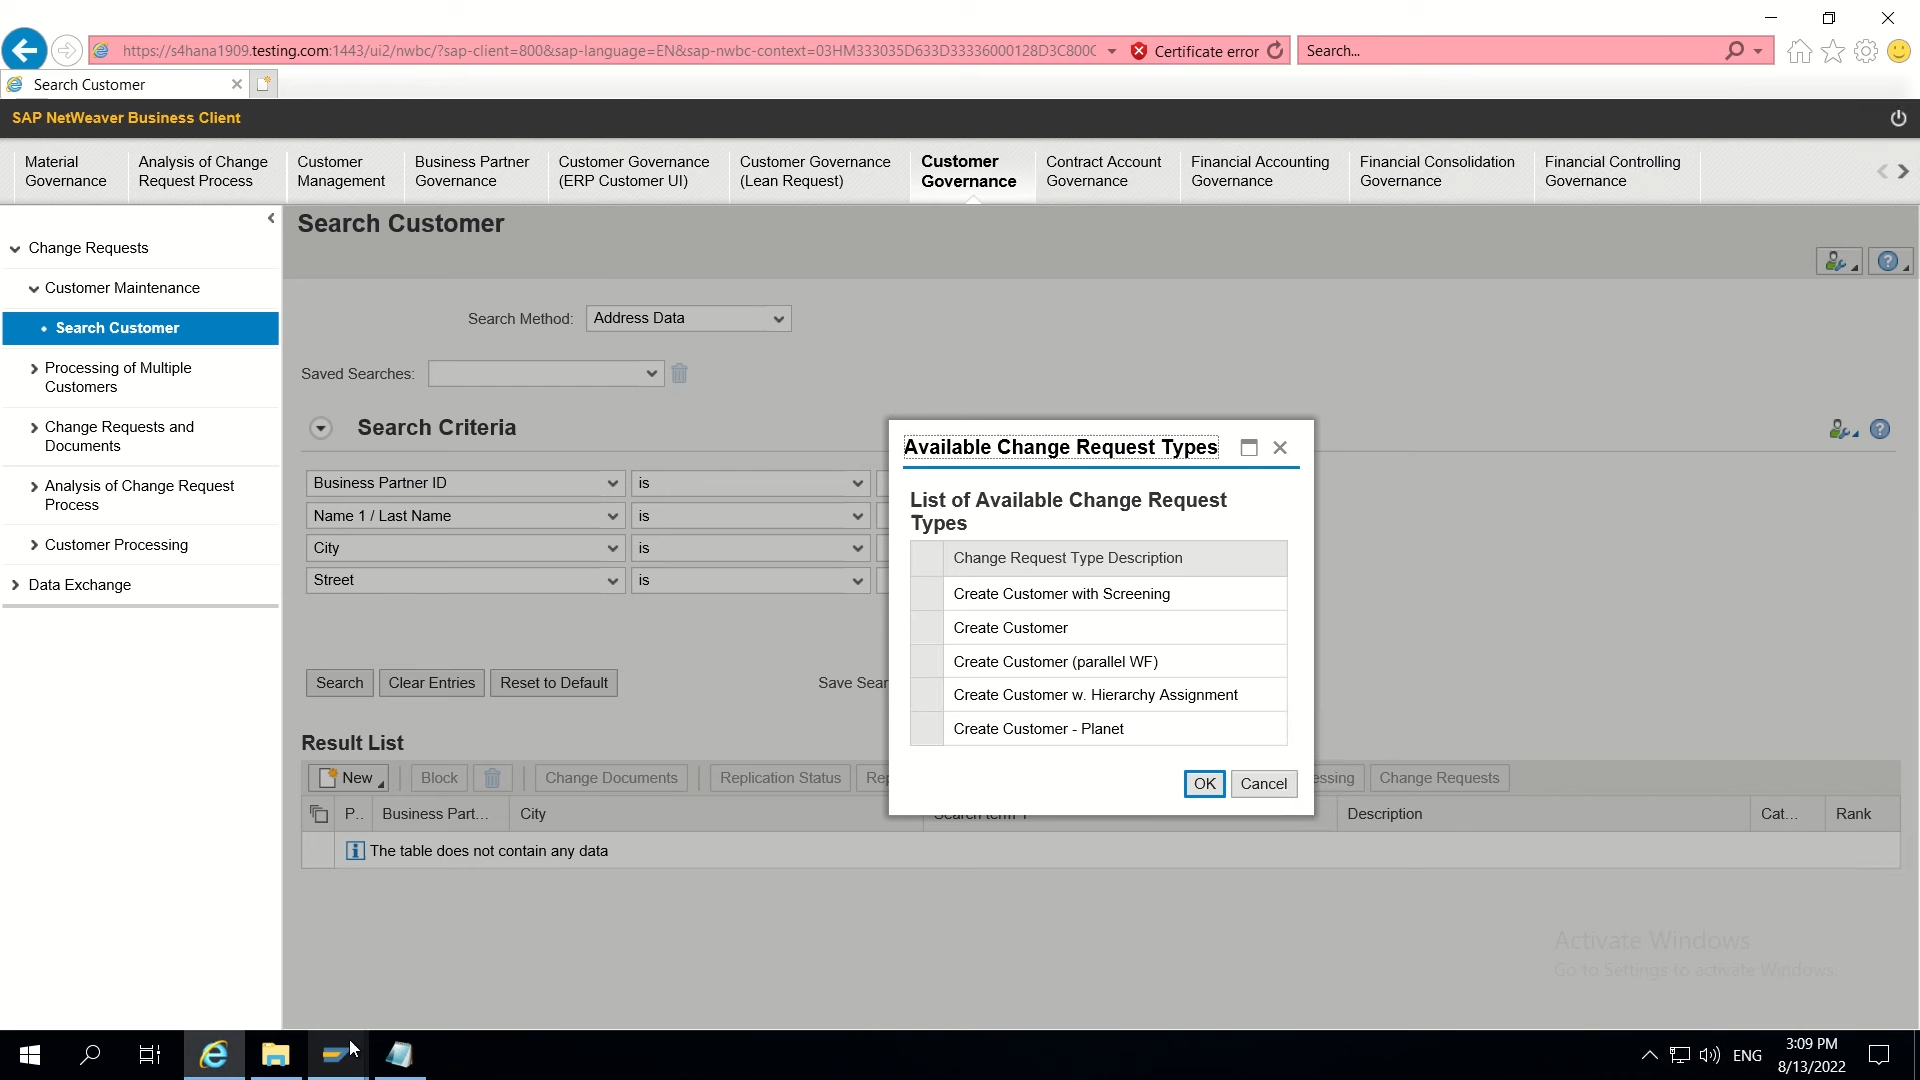 https://s4hana1909.testing.com:1443/ui2/nwbc/?sap-client=800&sap-language=EN&sap-nwbc-context=03HM333035D633D33336000128D3C800C
Certificate error
Search...
Search Customer
SAP NetWeaver Business Client
Material Governance
Analysis of Change Request Process
Customer Management
Business Partner Governance
Customer Governance (ERP Customer UI)
Customer Governance (Lean Request)
Customer Governance
Contract Account Governance
Financial Accounting Governance
Financial Consolidation Governance
Financial Controlling Governance
Change Requests
Customer Maintenance
Search Customer
Processing of Multiple
Customers
Change Requests and
Documents
Analysis of Change Request
Process
Customer Processing
Data Exchange
Search Customer
Search Method: Address Data
Saved Searches:
Search Criteria
Business Partner ID is
Name 1 / Last Name is
City is
Street is
Search Clear Entries Reset to Default Save Sear
Available Change Request Types
List of Available Change Request
Types
Change Request Type Description
Create Customer with Screening
Create Customer
Create Customer (parallel WF)
Create Customer w. Hierarchy Assignment
Create Customer - Planet
OK Cancel
Result List
New Block Change Documents Replication Status Rep essing Change Requests
P.. Business Part... City Search term 1 Description Cat... Rank
The table does not contain any data
Activate Windows
Go to Settings to activate Windows.
ENG
3:09 PM
8/13/2022